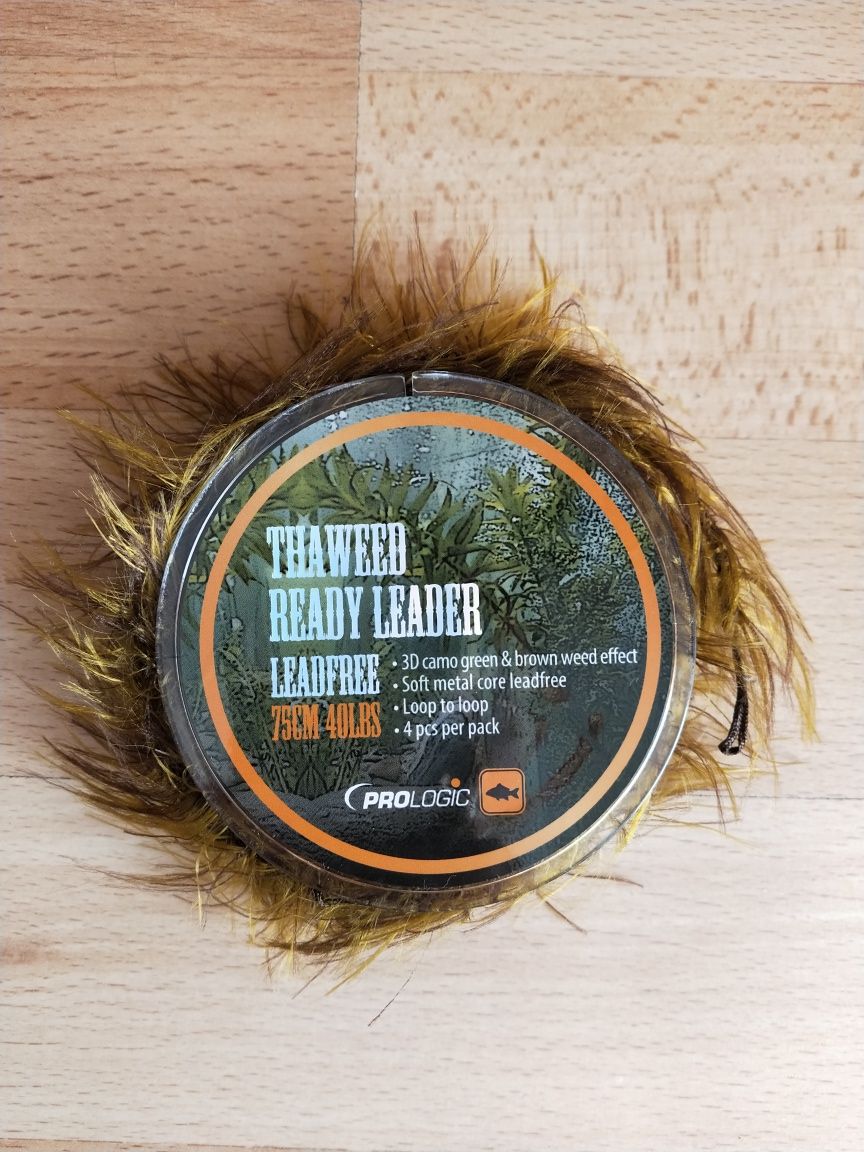 THAWEED
READY LEADER
LEADFREE
75CM 40LBS
• 3D camo green & brown weed effect
• Soft metal core leadfree
• Loop to loop
• 4 pcs per pack
PROLOGIC